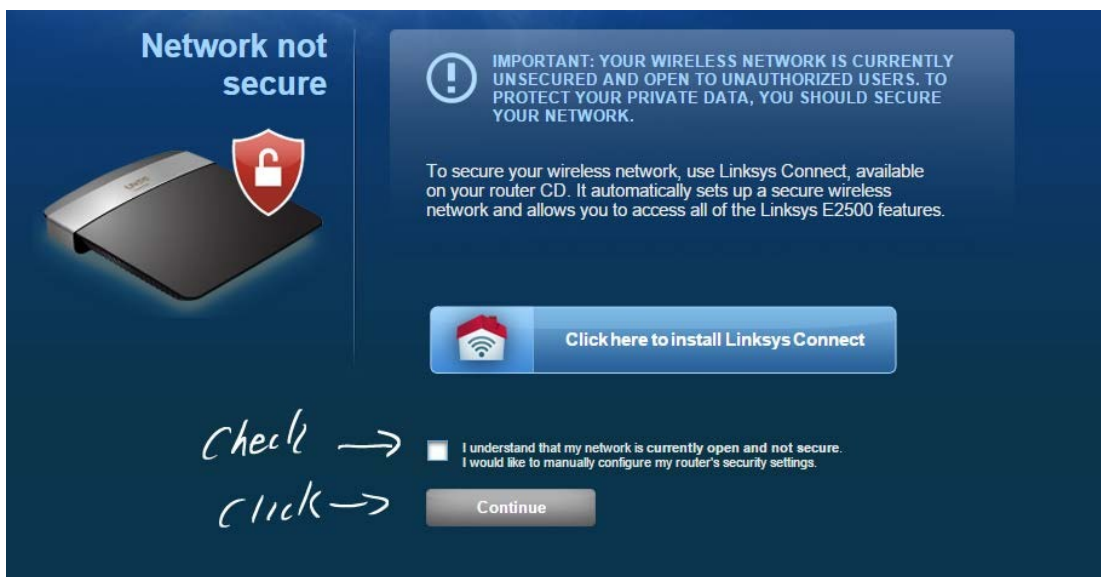 Network not
secure
IMPORTANT: YOUR WIRELESS NETWORK IS CURRENTLY
UNSECURED AND OPEN TO UNAUTHORIZED USERS. TO
PROTECT YOUR PRIVATE DATA, YOU SHOULD SECURE
YOUR NETWORK.
To secure your wireless network, use Linksys Connect, available
on your router CD. It automatically sets up a secure wireless
network and allows you to access all of the Linksys E2500 features.
Click here to install Linksys Connect
Check →
I understand that my network is currently open and not secure.
I would like to manually configure my router's security settings.
Click →
Continue